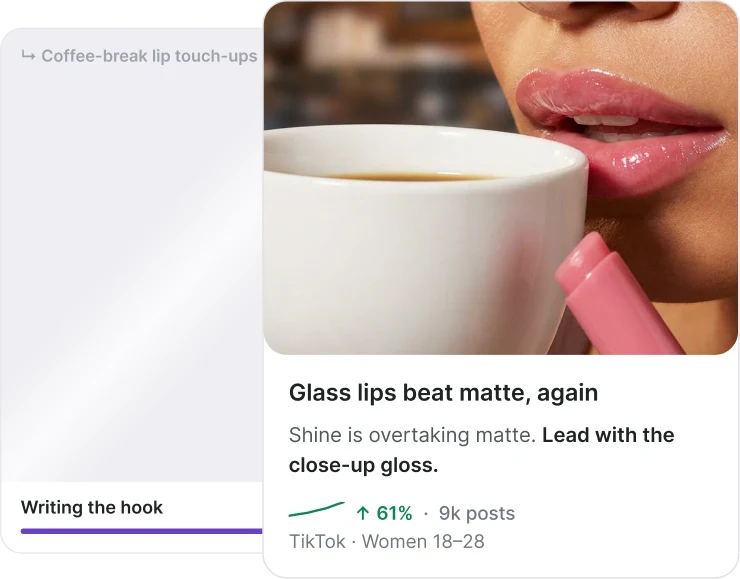 ↳ Coffee-break lip touch-ups
Writing the hook
Glass lips beat matte, again
Shine is overtaking matte. Lead with the
close-up gloss.
↑ 61% · 9k posts
TikTok · Women 18–28